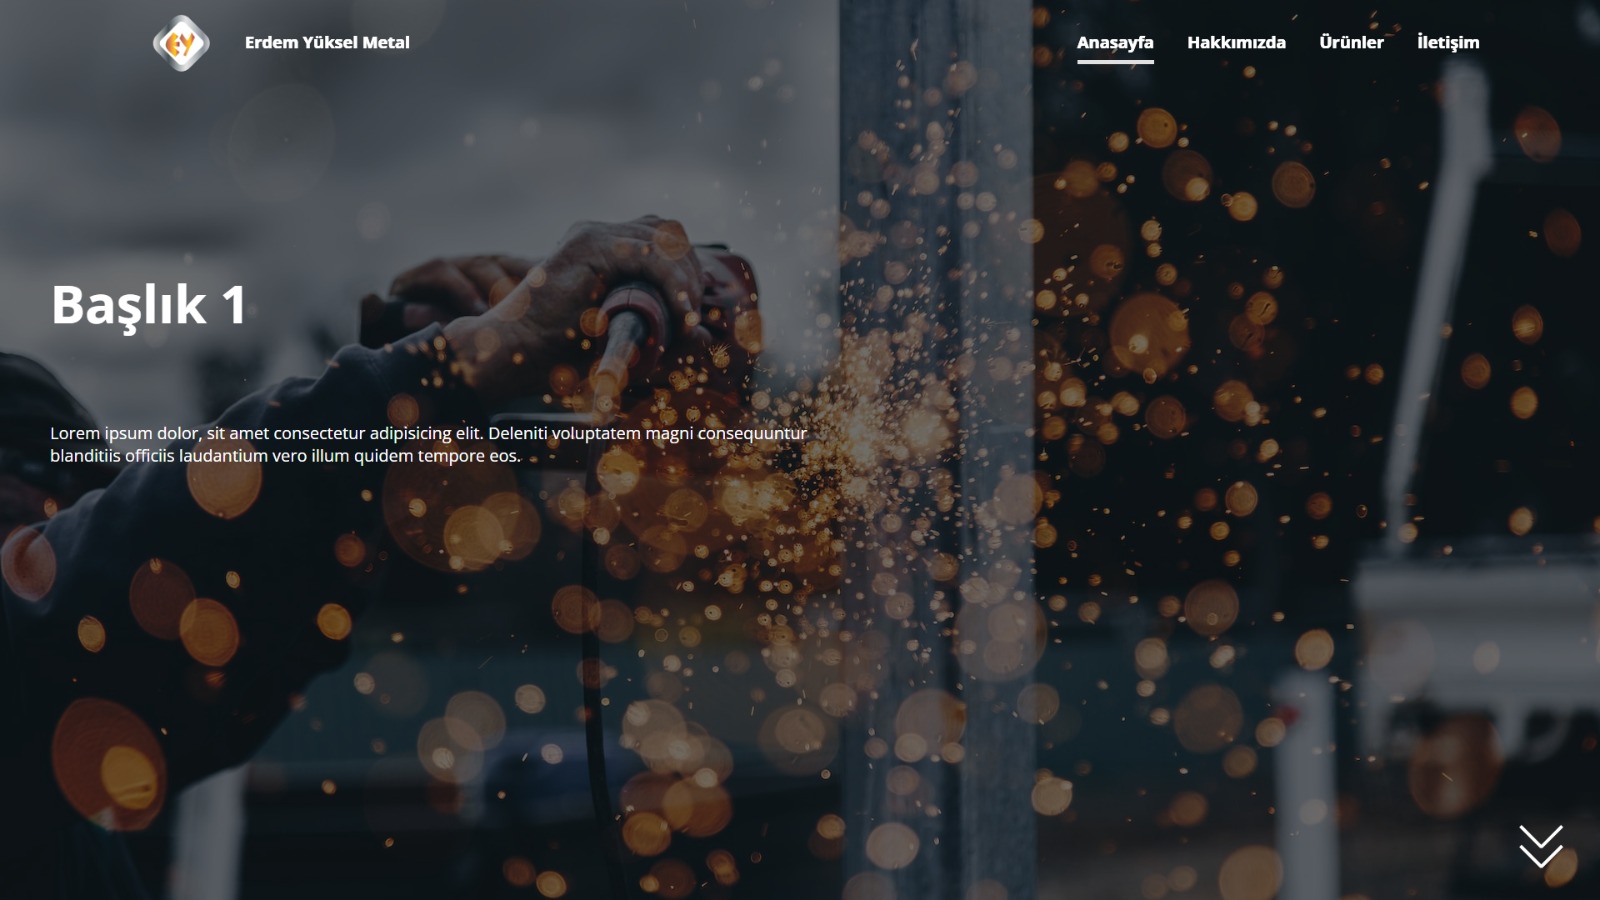 EY
Erdem Yüksel Metal
Anasayfa
Hakkımızda
Ürünler
İletişim
Başlık 1
Lorem ipsum dolor, sit amet consectetur adipisicing elit. Deleniti voluptatem magni consequuntur
blanditiis officiis laudantium vero illum quidem tempore eos.